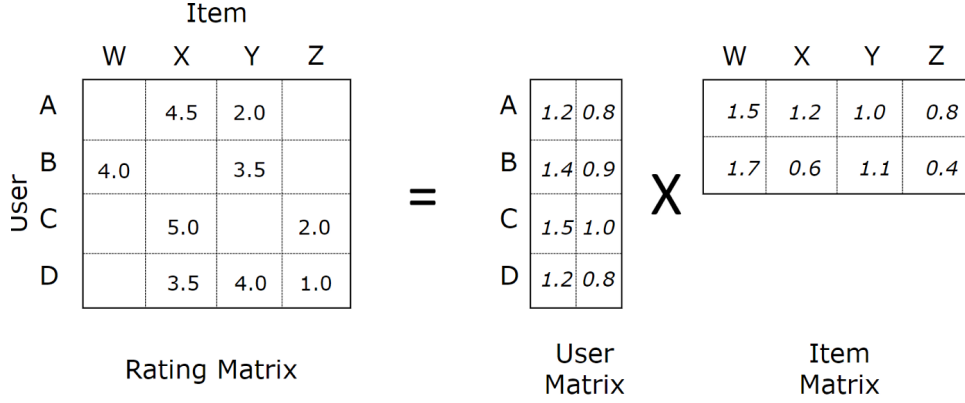 Item
W X Y Z W X Y Z
A 4.5 2.0 A 1.2 0.8 1.5 1.2 1.0 0.8
B 4.0 3.5 B 1.4 0.9 1.7 0.6 1.1 0.4
User
= X
C 5.0 2.0 C 1.5 1.0
D 3.5 4.0 1.0 D 1.2 0.8
Rating Matrix
User
Matrix
Item
Matrix